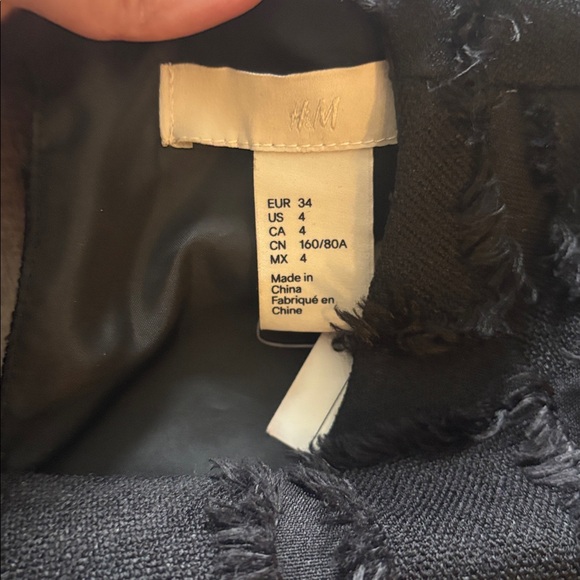 H&M
EUR 34
US 4
CA 4
CN 160/80A
MX 4
Made in
China
Fabriqué en
Chine